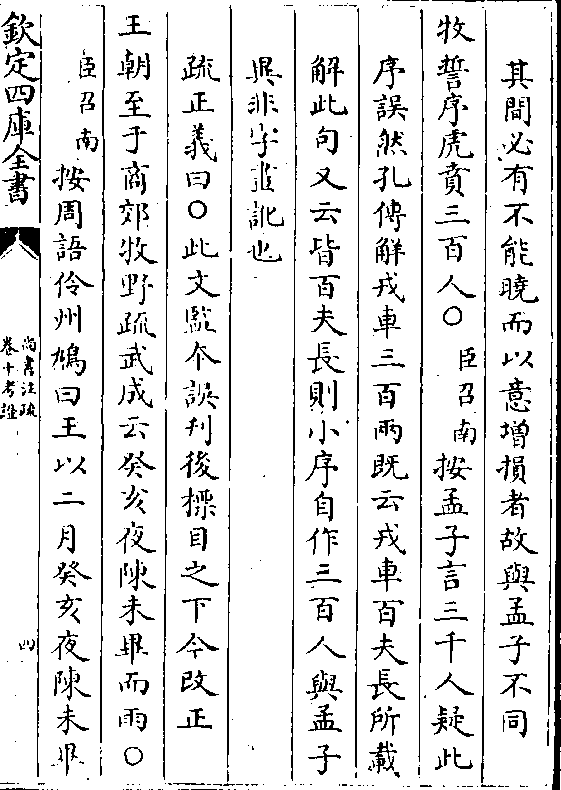 其間必有不能曉而以意增損者故與孟子不同
牧誓序虎賁三百人○臣召南按孟子言三千人疑此
序誤然孔傳解戎車三百兩既云戎車百夫長所載
解此句又云皆百夫長則小序自作三百人與孟子
異非字畫訛也
疏正義曰○此文監本誤刋後標目之下今改正
王朝至于商郊牧野疏武成云癸亥夜陳未畢而雨○
臣召南按周語伶州鳩曰王以二月癸亥夜陳未畢
欽定四庫全書
尚書注疏
卷十考證
四